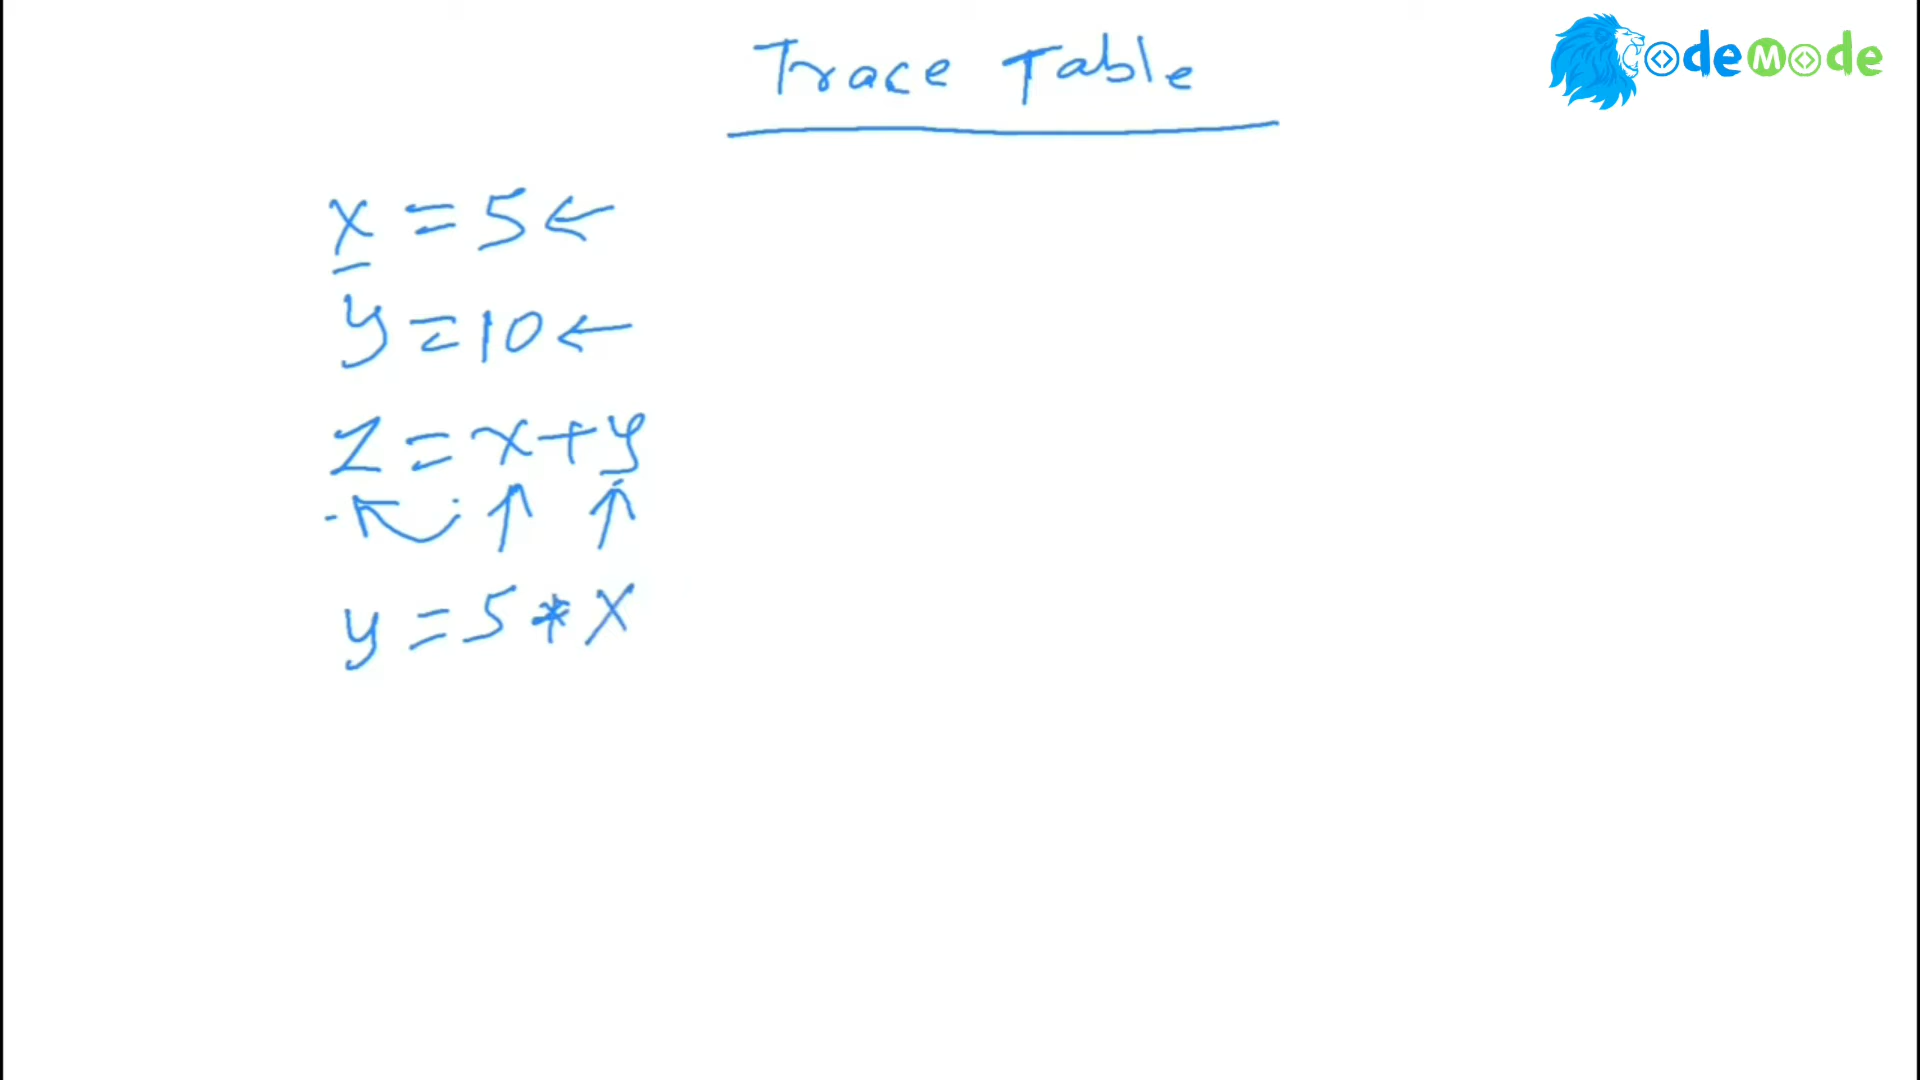 Trace Table
CodeMode
x = 5 ←
y = 10 ←
z = x + y
y = 5 * x